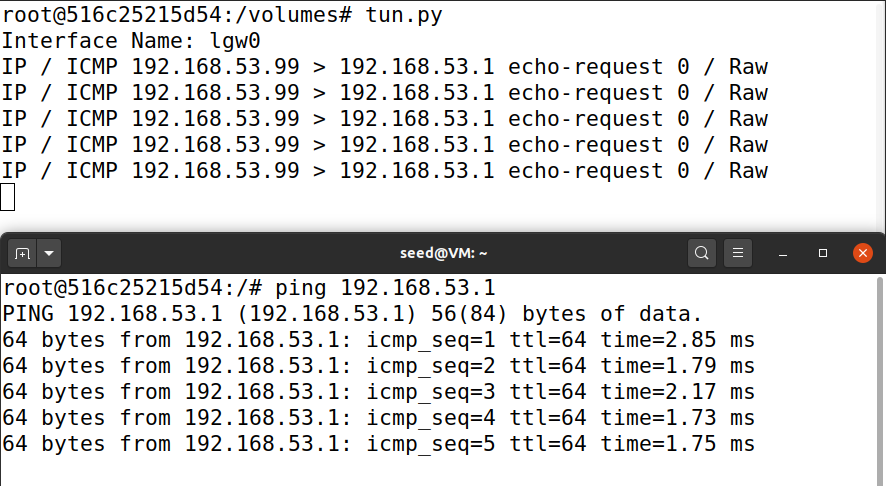 root@516c25215d54:/volumes# tun.py
Interface Name: lgw0
IP / ICMP 192.168.53.99 > 192.168.53.1 echo-request 0 / Raw
IP / ICMP 192.168.53.99 > 192.168.53.1 echo-request 0 / Raw
IP / ICMP 192.168.53.99 > 192.168.53.1 echo-request 0 / Raw
IP / ICMP 192.168.53.99 > 192.168.53.1 echo-request 0 / Raw
IP / ICMP 192.168.53.99 > 192.168.53.1 echo-request 0 / Raw
seed@VM: ~
root@516c25215d54:/# ping 192.168.53.1
PING 192.168.53.1 (192.168.53.1) 56(84) bytes of data.
64 bytes from 192.168.53.1: icmp_seq=1 ttl=64 time=2.85 ms
64 bytes from 192.168.53.1: icmp_seq=2 ttl=64 time=1.79 ms
64 bytes from 192.168.53.1: icmp_seq=3 ttl=64 time=2.17 ms
64 bytes from 192.168.53.1: icmp_seq=4 ttl=64 time=1.73 ms
64 bytes from 192.168.53.1: icmp_seq=5 ttl=64 time=1.75 ms